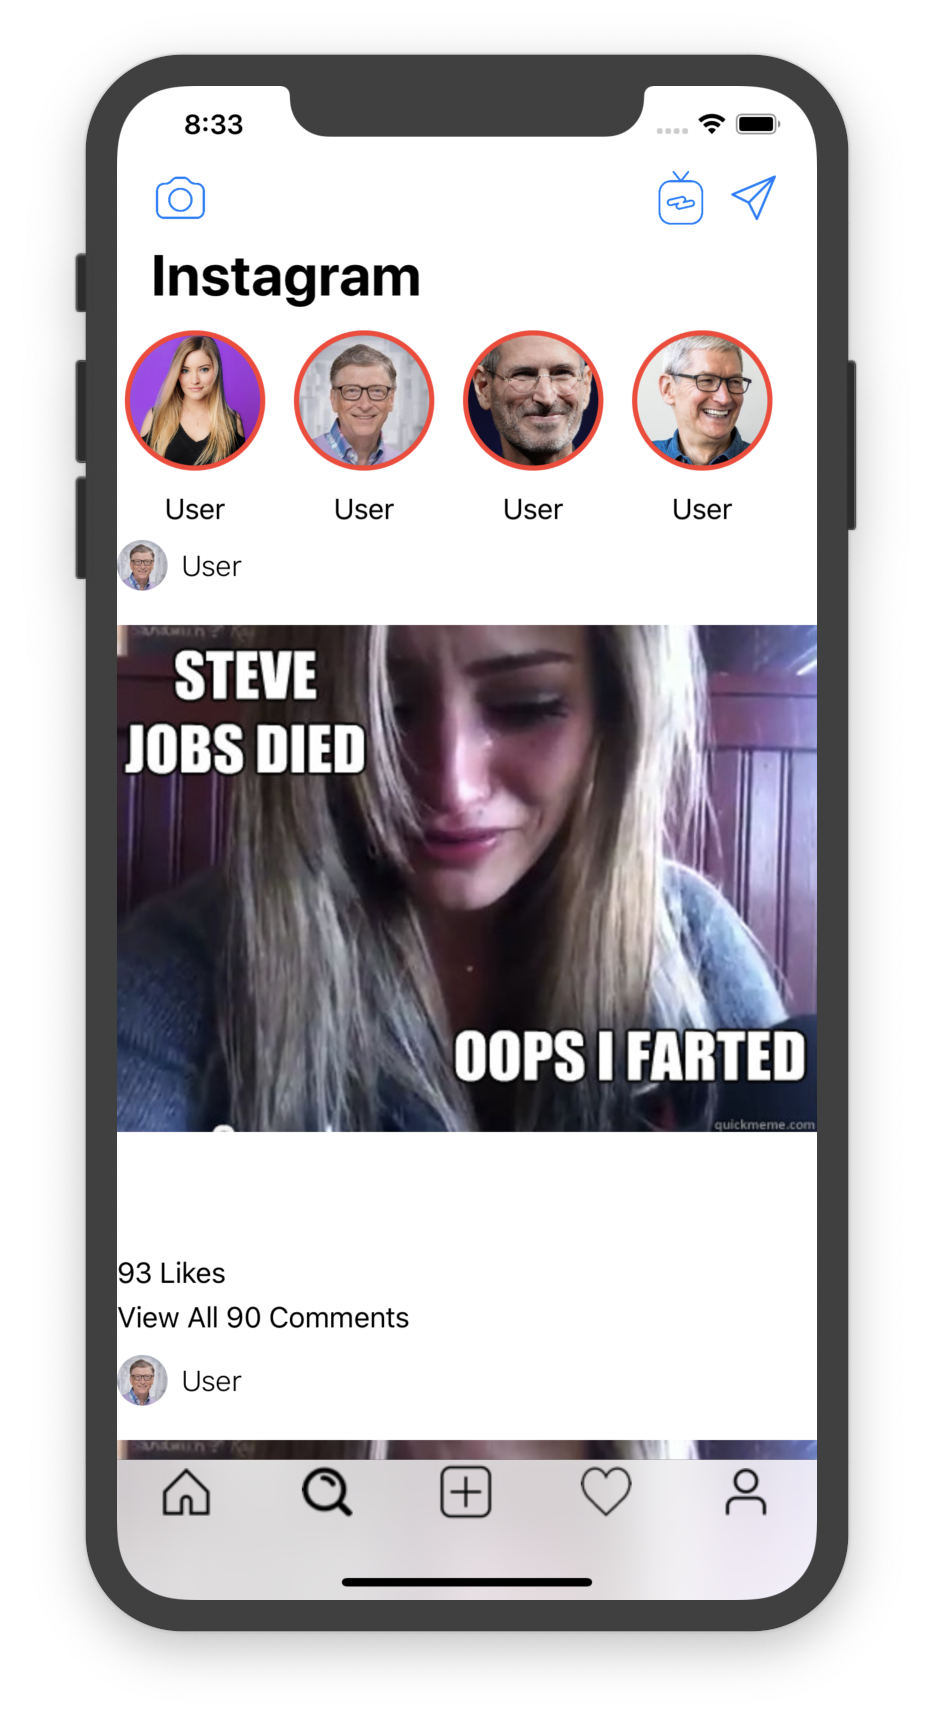 8:33
Instagram
User User User User
User
STEVE
JOBS DIED
OOPS I FARTED
quickmeme.com
93 Likes
View All 90 Comments
User